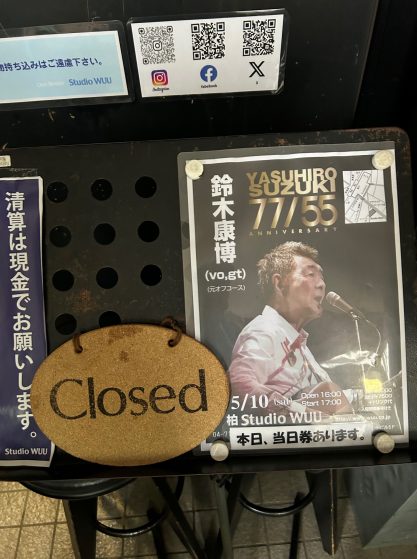 持ち込みはご遠慮下さい。
Studio WUU
Instagram
facebook
X
清算は現金でお願いします。
Studio WUU
Closed
YASUHIRO
SUZUKI
77/55
ANNIVERSARY
鈴木康博
(vo,gt)
(元オフコース)
5/10
Open 16:00
Start 17:00
柏 Studio WUU
本日、当日券あります。